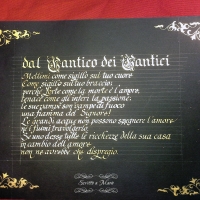 dal Cantico dei Cantici
Mettimi come sigillo sul tuo cuore
Come sigillo sul tuo braccio;
perché forte come la morte è l'amore,
tenace come gli inferi la passione:
le sue vampe son vampe di fuoco
una fiamma del Signore!
Le grandi acque non possono spegnere l'amore
né i fiumi travolgerlo.
Se uno desse tutte le ricchezze della sua casa
in cambio dell'amore,
non ne avrebbe che dispregio.